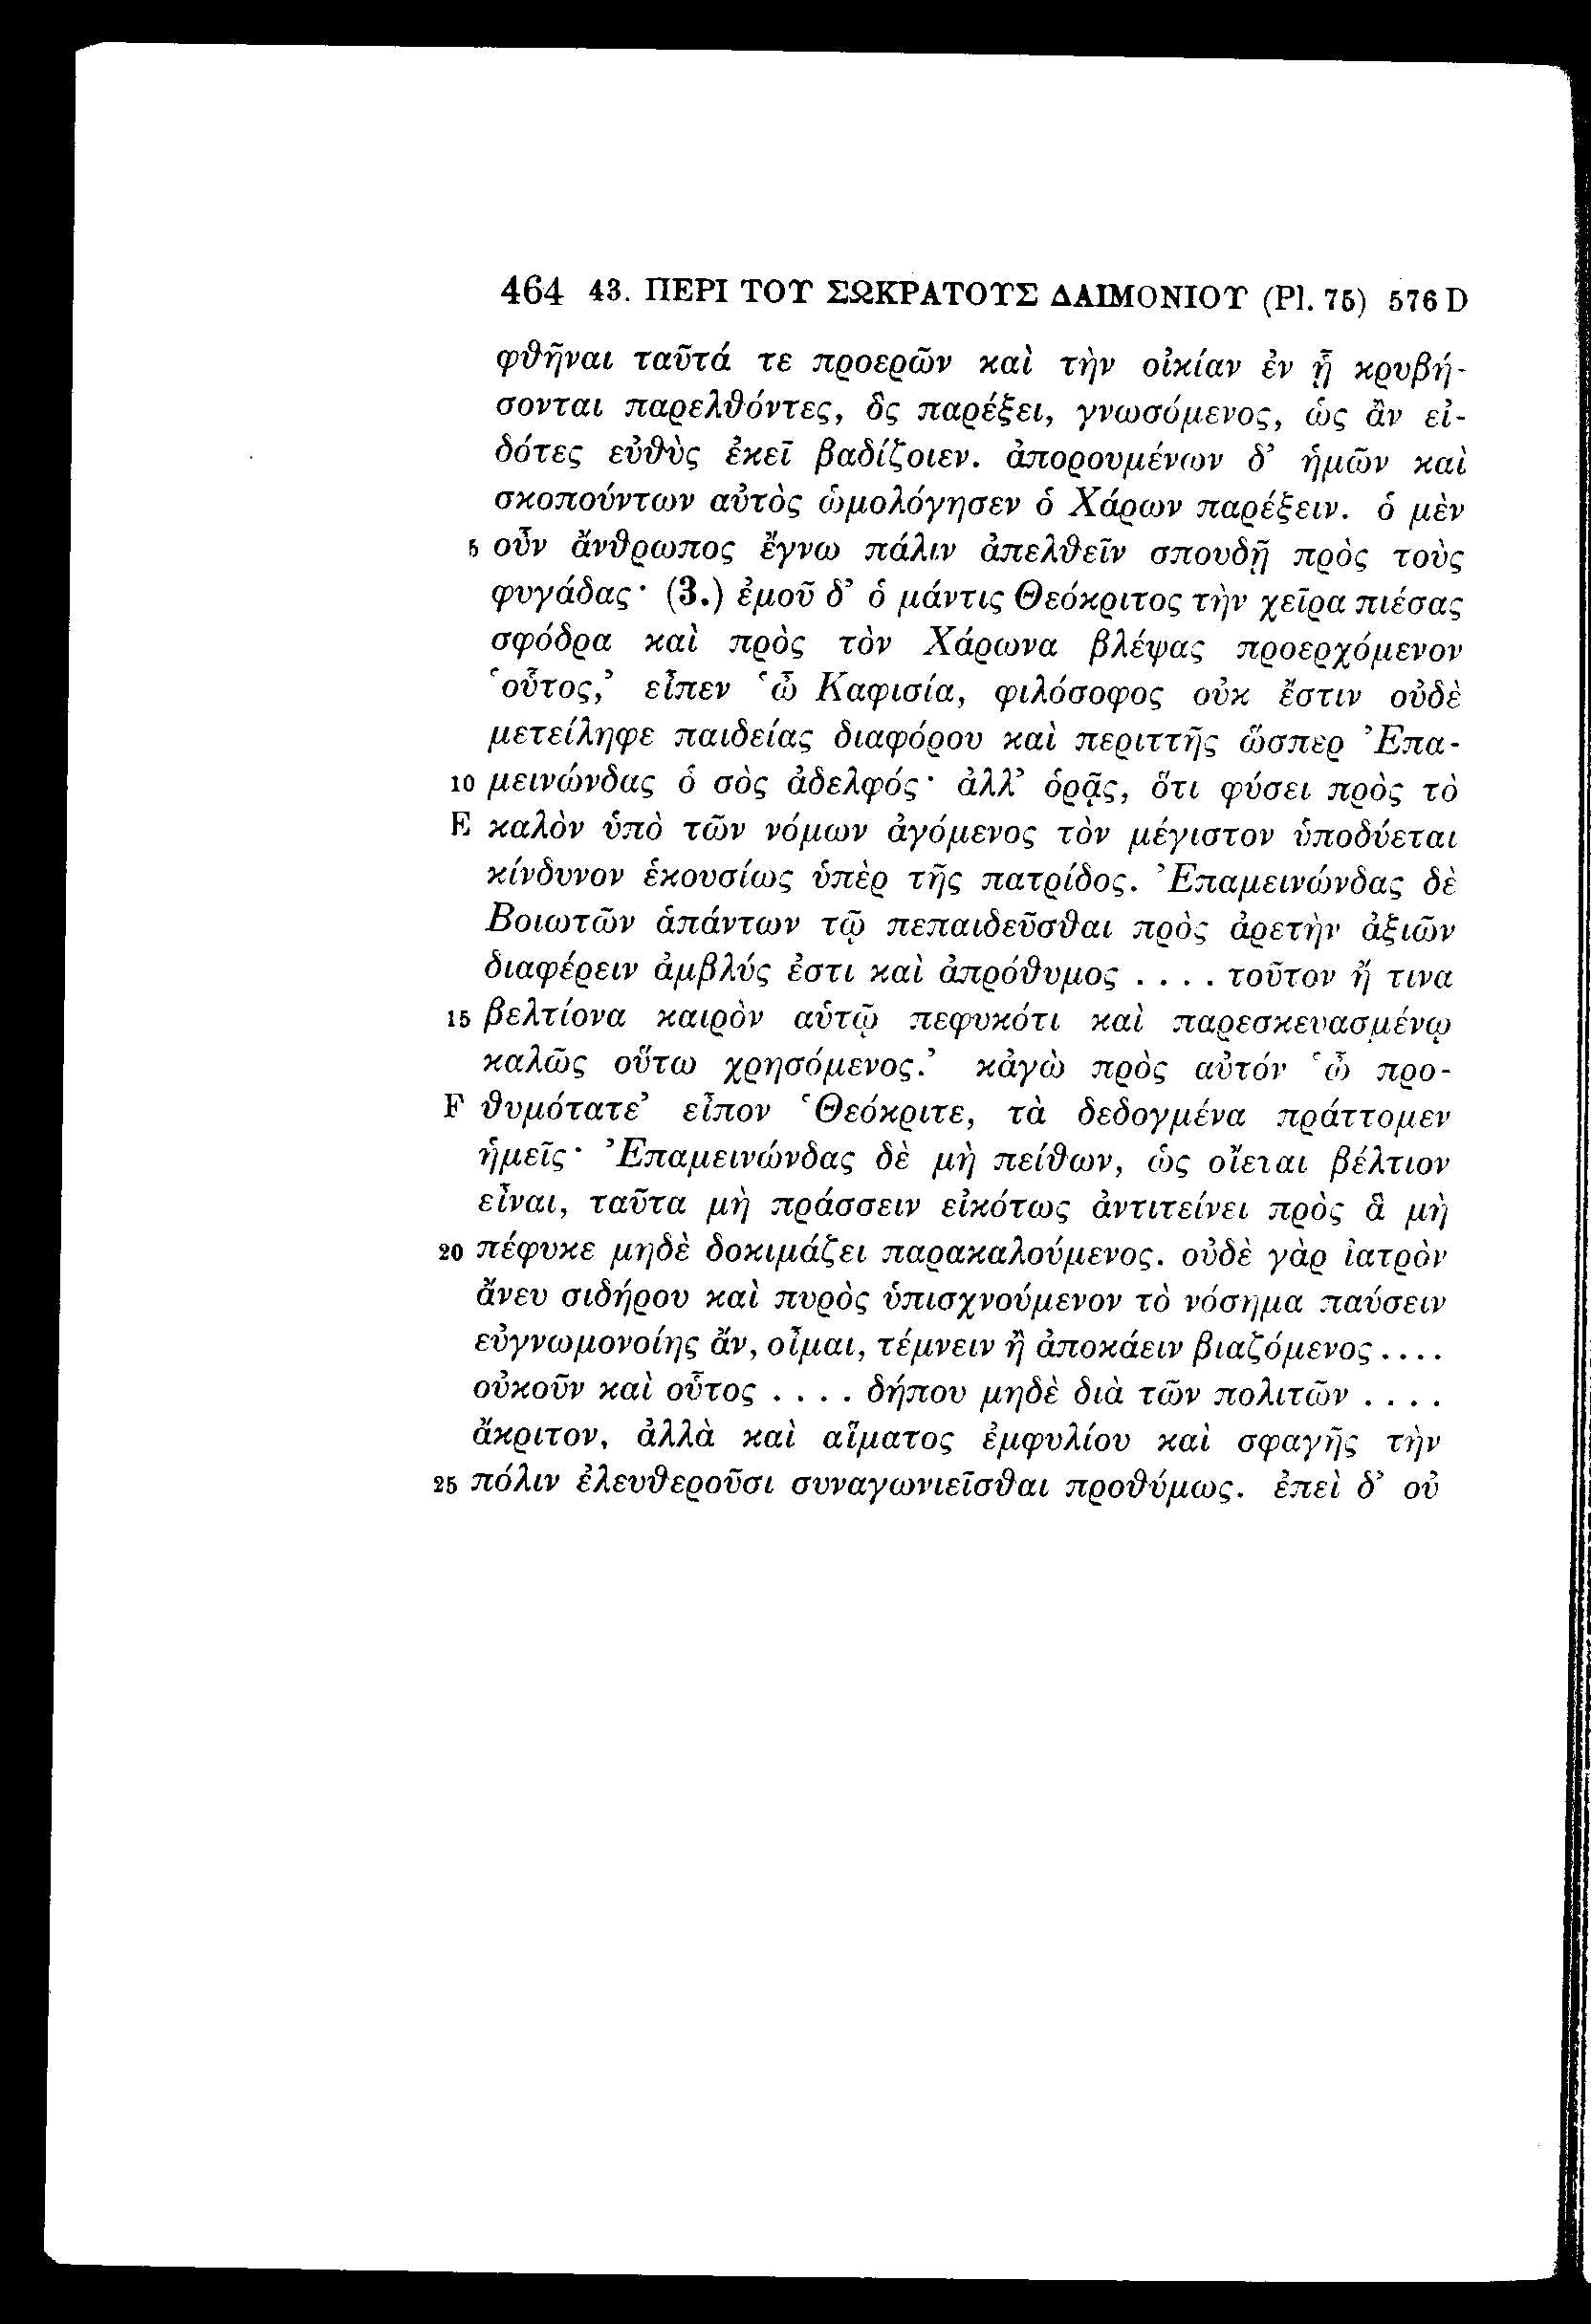 464 43. ΠΕΡΙ ΤΟΥ ΣΩΚΡΑΤΟΥΣ ΔΑΙΜΟΝΙΟΥ (Pl. 75) 576 D
φθῆναι ταῦτά τε προερῶν καὶ τὴν οἰκίαν ἐν ᾗ κρυβή-
σονται παρελθόντες, ὃς παρέξει, γνωσόμενος, ὡς ἂν εἰ-
δότες εὐθὺς ἐκεῖ βαδίζοιεν. ἀπορουμένων δ’ ἡμῶν καὶ
σκοπούντων αὐτὸς ὡμολόγησεν ὁ Χάρων παρέξειν. ὁ μὲν
5 οὖν ἄνθρωπος ἔγνω πάλιν ἀπελθεῖν σπουδῇ πρὸς τοὺς
φυγάδας· (3.) ἐμοῦ δ’ ὁ μάντις Θεόκριτος τὴν χεῖρα πιέσας
σφόδρα καὶ πρὸς τὸν Χάρωνα βλέψας προερχόμενον
‘οὗτος,’ εἶπεν ‘ὦ Καφισία, φιλόσοφος οὐκ ἔστιν οὐδὲ
μετείληφε παιδείας διαφόρου καὶ περιττῆς ὥσπερ Ἐπα-
10 μεινώνδας ὁ σὸς ἀδελφός· ἀλλ’ ὁρᾷς, ὅτι φύσει πρὸς τὸ
E καλὸν ὑπὸ τῶν νόμων ἀγόμενος τὸν μέγιστον ὑποδύεται
κίνδυνον ἑκουσίως ὑπὲρ τῆς πατρίδος. Ἐπαμεινώνδας δὲ
Βοιωτῶν ἁπάντων τῷ πεπαιδεῦσθαι πρὸς ἀρετὴν ἀξιῶν
διαφέρειν ἀμβλύς ἐστι καὶ ἀπρόθυμος . . . . τοῦτον ἤ τινα
15 βελτίονα καιρὸν αὑτῷ πεφυκότι καὶ παρεσκευασμένῳ
καλῶς οὕτω χρησόμενος.’ κἀγὼ πρὸς αὐτόν ‘ὦ προ-
F θυμότατε’ εἶπον ‘Θεόκριτε, τὰ δεδογμένα πράττομεν
ἡμεῖς· Ἐπαμεινώνδας δὲ μὴ πείθων, ὡς οἴεται βέλτιον
εἶναι, ταῦτα μὴ πράσσειν εἰκότως ἀντιτείνει πρὸς ἃ μὴ
20 πέφυκε μηδὲ δοκιμάζει παρακαλούμενος. οὐδὲ γὰρ ἰατρὸν
ἄνευ σιδήρου καὶ πυρὸς ὑπισχνούμενον τὸ νόσημα παύσειν
εὐγνωμονοίης ἄν, οἶμαι, τέμνειν ἢ ἀποκάειν βιαζόμενος . . . .
οὐκοῦν καὶ οὗτος . . . . δήπου μηδὲ διὰ τῶν πολιτῶν . . . .
ἄκριτον, ἀλλὰ καὶ αἵματος ἐμφυλίου καὶ σφαγῆς τὴν
25 πόλιν ἐλευθεροῦσι συναγωνιεῖσθαι προθύμως. ἐπεὶ δ’ οὐ